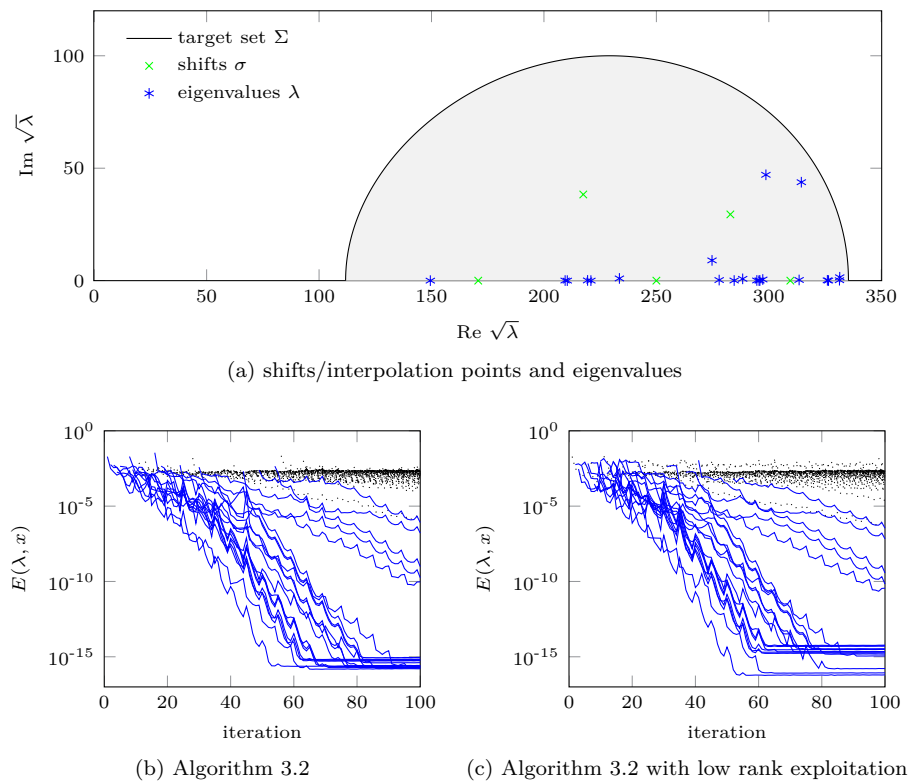 target set Σ
shifts σ
eigenvalues λ
100
50
0
Im √λ
0 50 100 150 200 250 300 350
Re √λ
(a) shifts/interpolation points and eigenvalues
10^0
10^-5
10^-10
10^-15
E(λ, x)
0 20 40 60 80 100
iteration
(b) Algorithm 3.2
10^0
10^-5
10^-10
10^-15
E(λ, x)
0 20 40 60 80 100
iteration
(c) Algorithm 3.2 with low rank exploitation